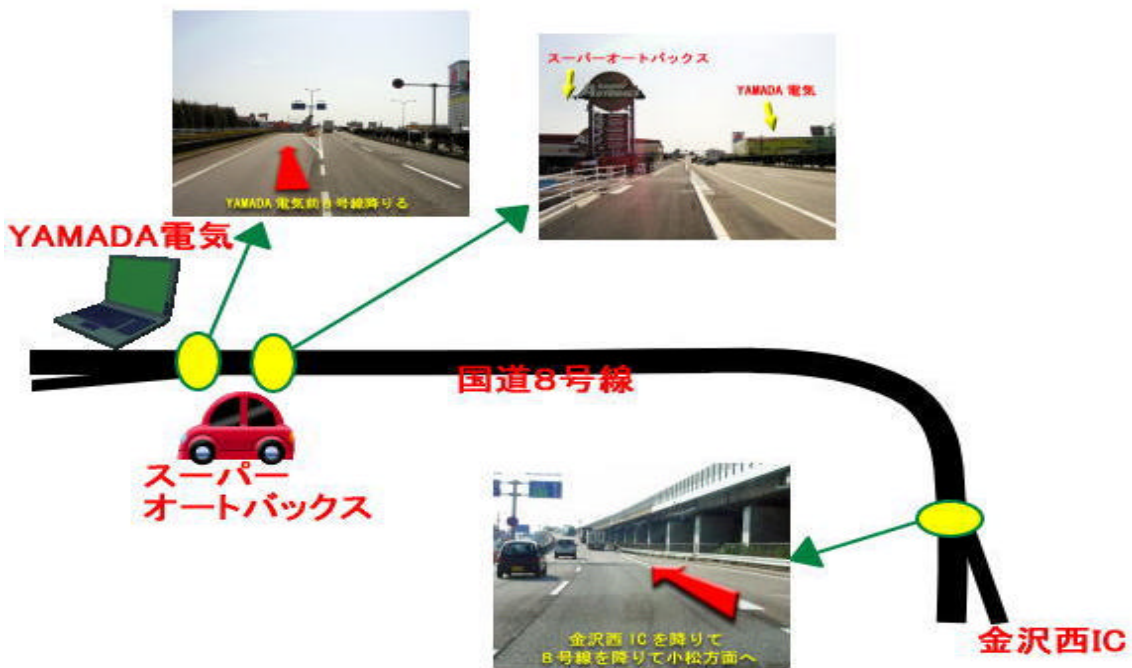 スーパーオートバックス
YAMADA 電気
YAMADA 電気前8号線降りる
YAMADA電気
国道8号線
スーパー
オートバックス
金沢西 IC を降りて
8号線を降りて小松方面へ
金沢西IC